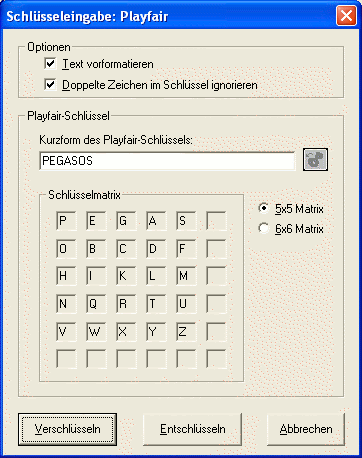 Schlüsseleingabe: Playfair
Optionen
Text vorformatieren
Doppelte Zeichen im Schlüssel ignorieren
Playfair-Schlüssel
Kurzform des Playfair-Schlüssels:
PEGASOS
Schlüsselmatrix
P E G A S
5x5 Matrix
O B C D F
6x6 Matrix
H I K L M
N Q R T U
V W X Y Z
Verschlüsseln Entschlüsseln Abbrechen